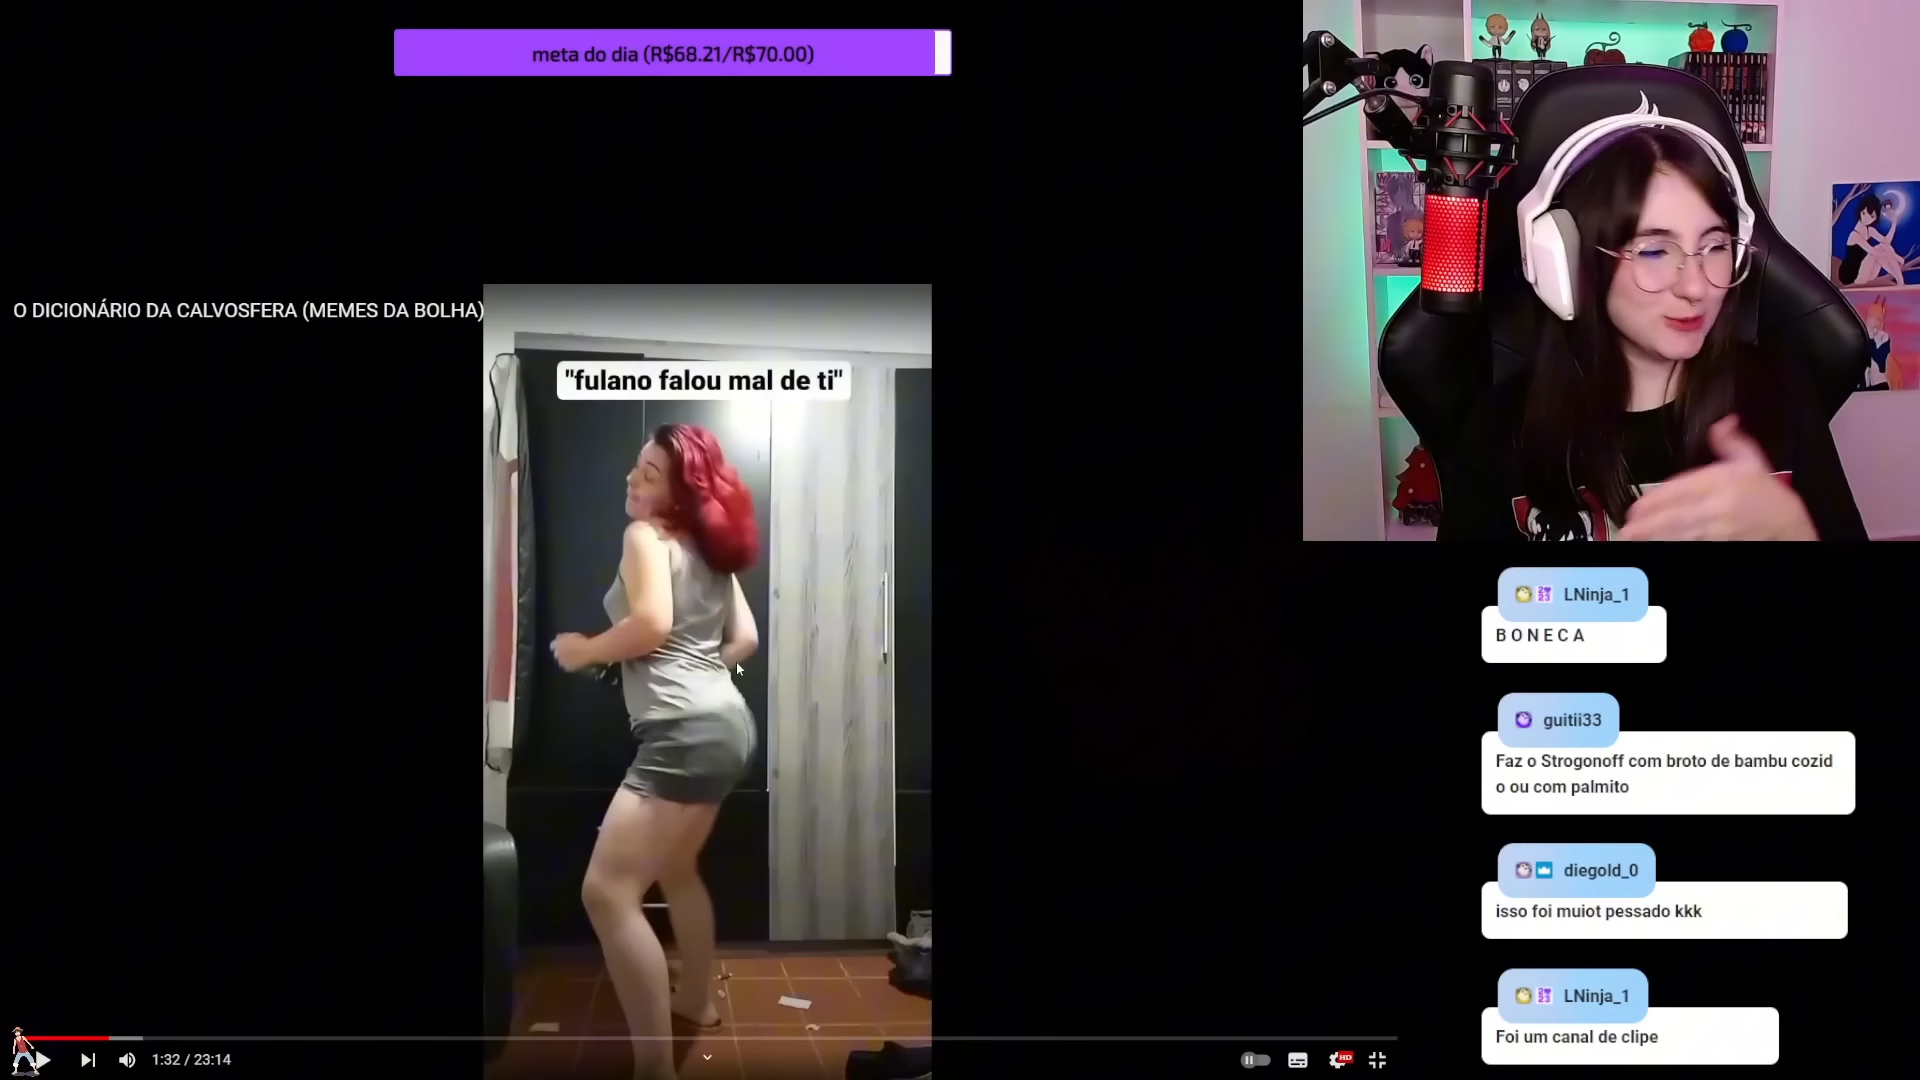 meta do dia (R$68.21/R$70.00)
O DICIONÁRIO DA CALVOSFERA (MEMES DA BOLHA)
"fulano falou mal de ti"
LNinja_1
B O N E C A
guitii33
Faz o Strogonoff com broto de bambu cozid
o ou com palmito
diegold_0
isso foi muiot pessado kkk
LNinja_1
Foi um canal de clipe
1:32 / 23:14
HD